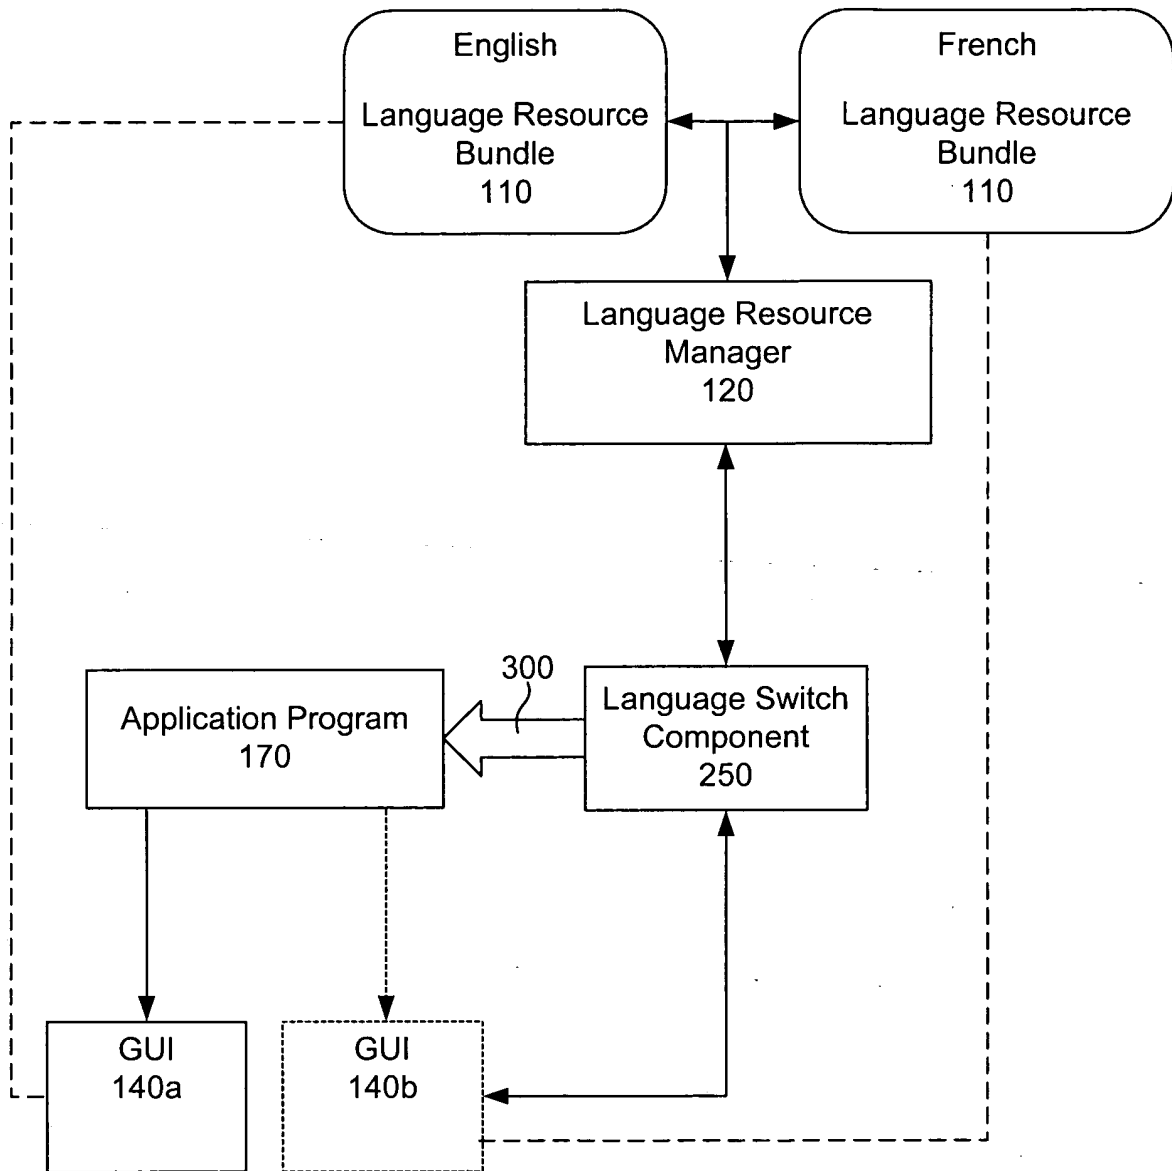 English
Language Resource
Bundle
110
French
Language Resource
Bundle
110
Language Resource
Manager
120
300
Application Program
170
Language Switch
Component
250
GUI
140a
GUI
140b